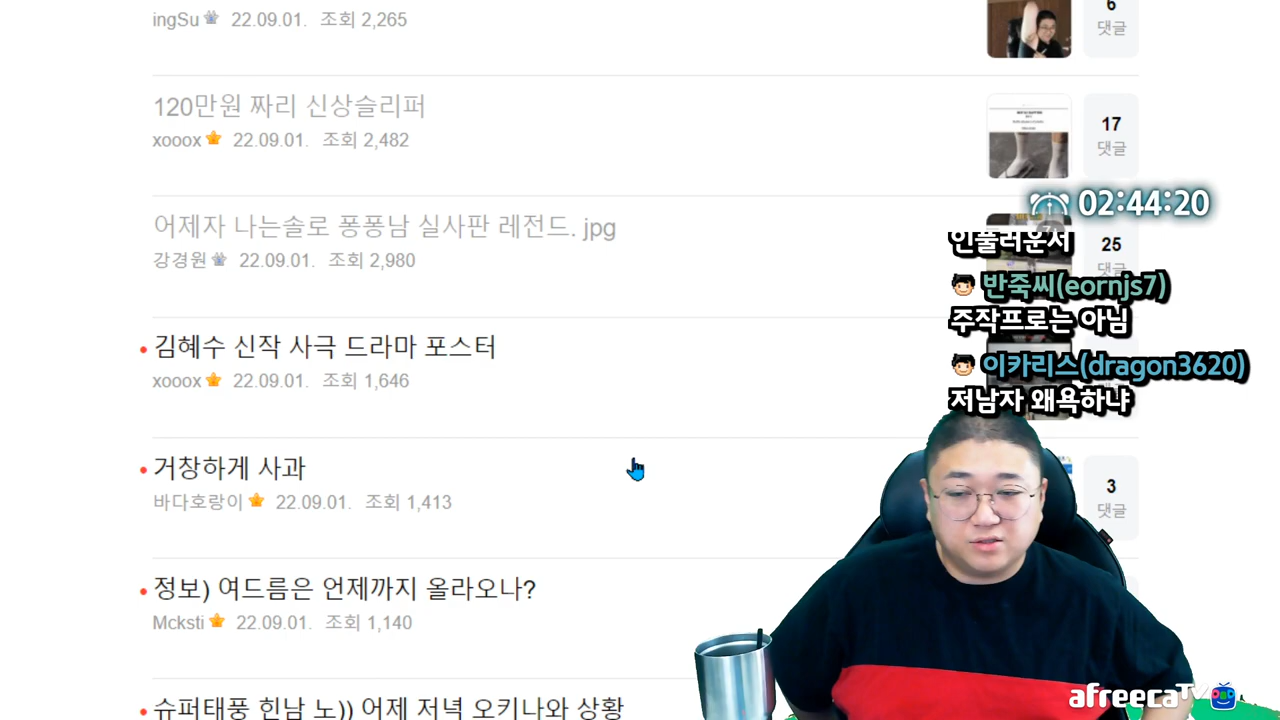 ingSu 22.09.01. 조회 2,265
6
댓글
120만원 짜리 신상슬리퍼
xooox 22.09.01. 조회 2,482
17
댓글
02:44:20
어제자 나는솔로 퐁퐁남 실사판 레전드. jpg
강경원 22.09.01. 조회 2,980
25
댓글
인풀러운서
반죽씨(eornjs7)
주작프로는 아님
이카리스(dragon3620)
저남자 왜욕하냐
김혜수 신작 사극 드라마 포스터
xooox 22.09.01. 조회 1,646
거창하게 사과
바다호랑이 22.09.01. 조회 1,413
3
댓글
정보) 여드름은 언제까지 올라오나?
Mcksti 22.09.01. 조회 1,140
슈퍼태풍 힌남 노)) 어제 저녁 오키나와 상황
afreecaTV